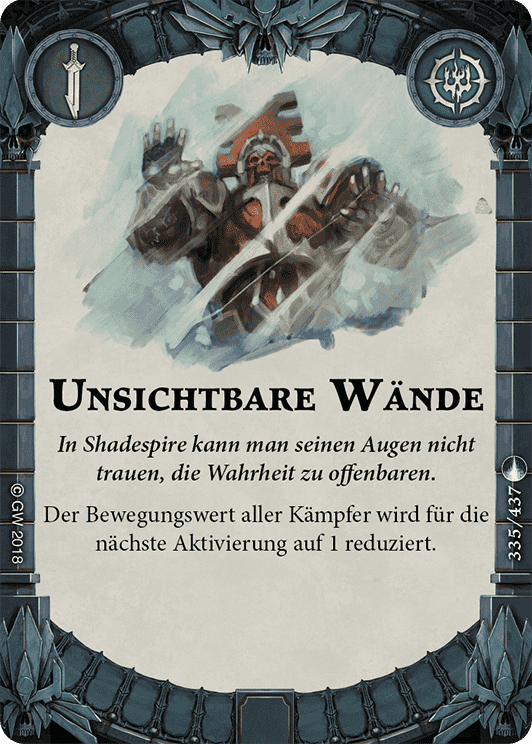 Unsichtbare Wände
In Shadespire kann man seinen Augen nicht
trauen, die Wahrheit zu offenbaren.
Der Bewegungswert aller Kämpfer wird für die
nächste Aktivierung auf 1 reduziert.
© GW 2018
335/437